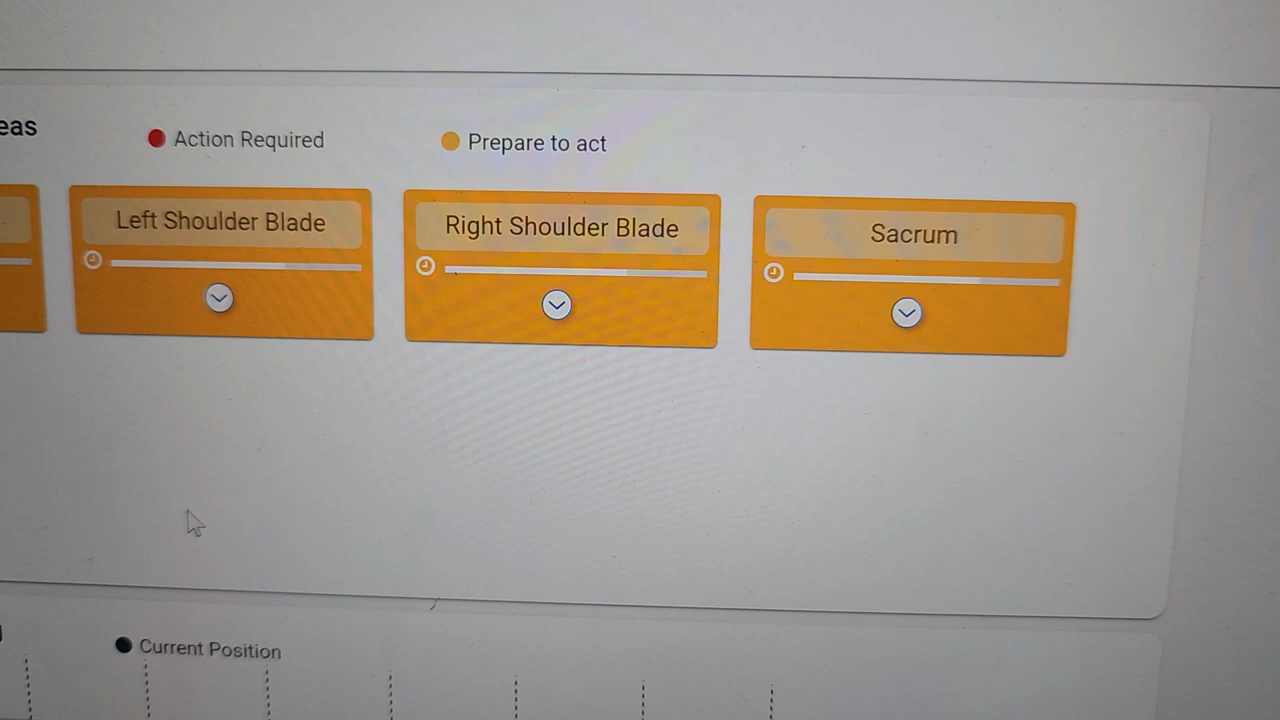 eas
Action Required
Prepare to act
Left Shoulder Blade
Right Shoulder Blade
Sacrum
Current Position